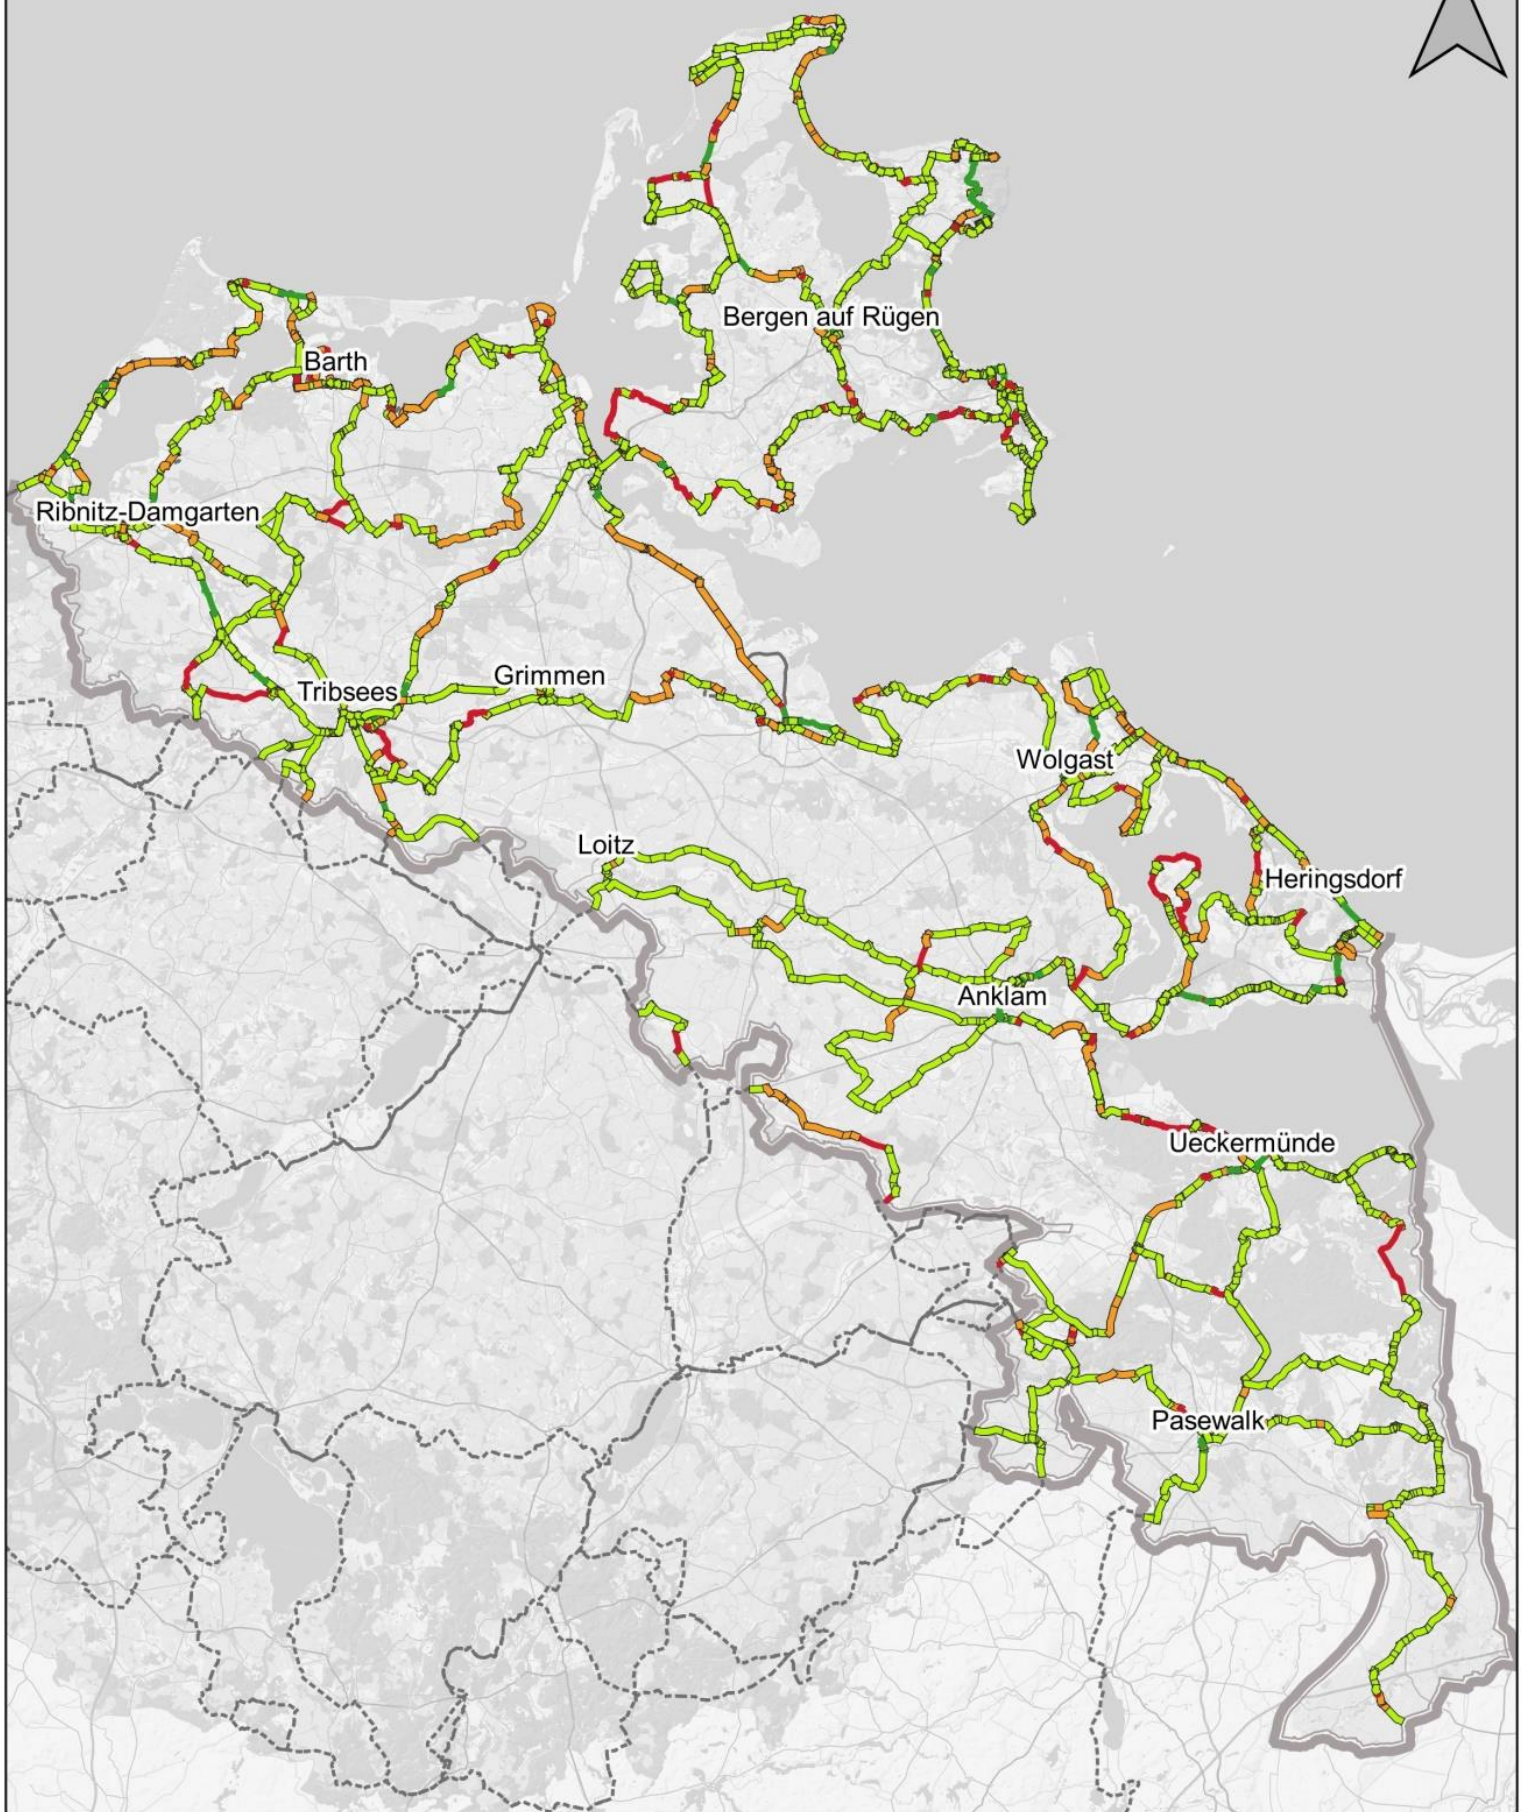 Bergen auf Rügen
Barth
Ribnitz-Damgarten
Grimmen
Tribsees
Wolgast
Loitz
Heringsdorf
Anklam
Ueckermünde
Pasewalk